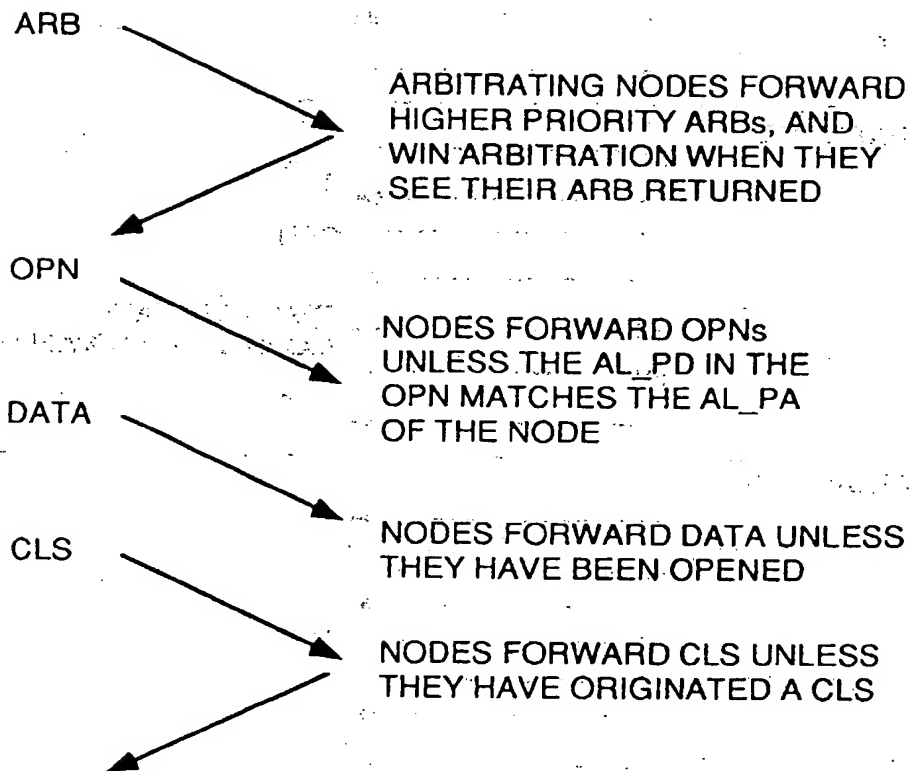 ARB
ARBITRATING NODES FORWARD
HIGHER PRIORITY ARBs, AND
WIN ARBITRATION WHEN THEY
SEE THEIR ARB RETURNED
OPN
NODES FORWARD OPNs
UNLESS THE AL_PD IN THE
OPN MATCHES THE AL_PA
OF THE NODE
DATA
NODES FORWARD DATA UNLESS
THEY HAVE BEEN OPENED
CLS
NODES FORWARD CLS UNLESS
THEY HAVE ORIGINATED A CLS